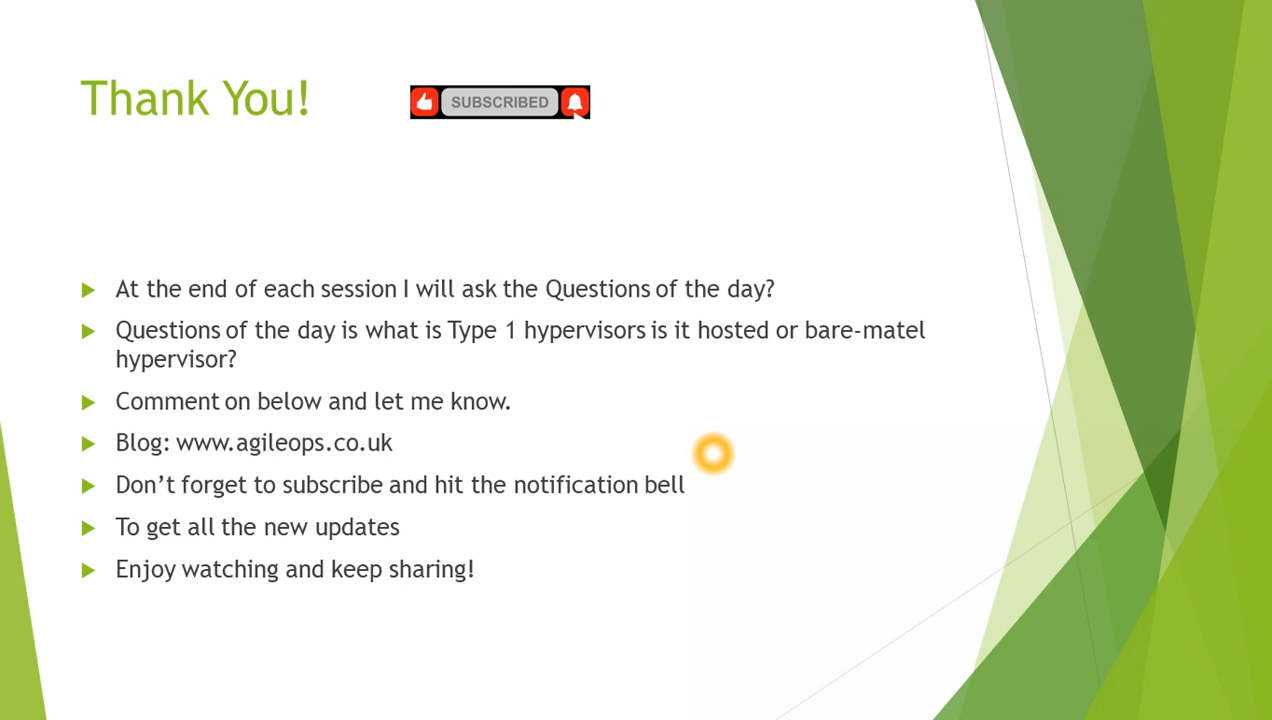 Thank You!
SUBSCRIBED
At the end of each session I will ask the Questions of the day?
Questions of the day is what is Type 1 hypervisors is it hosted or bare-matel
hypervisor?
Comment on below and let me know.
Blog: www.agileops.co.uk
Don’t forget to subscribe and hit the notification bell
To get all the new updates
Enjoy watching and keep sharing!